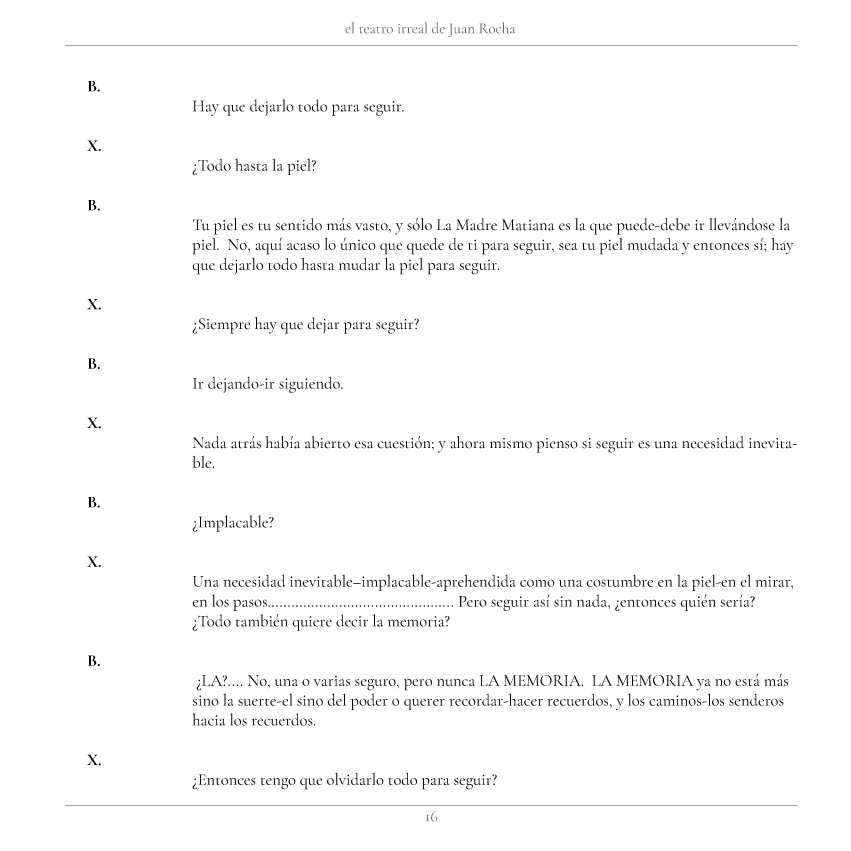 el teatro irreal de Juan Rocha
B.
Hay que dejarlo todo para seguir.
X.
¿Todo hasta la piel?
B.
Tu piel es tu sentido más vasto, y sólo La Madre Matiana es la que puede-debe ir llevándose la
piel.  No, aquí acaso lo único que quede de ti para seguir, sea tu piel mudada y entonces sí; hay
que dejarlo todo hasta mudar la piel para seguir.
X.
¿Siempre hay que dejar para seguir?
B.
Ir dejando-ir siguiendo.
X.
Nada atrás había abierto esa cuestión; y ahora mismo pienso si seguir es una necesidad inevita-
ble.
B.
¿Implacable?
X.
Una necesidad inevitable–implacable-aprehendida como una costumbre en la piel-en el mirar,
en los pasos............................................. Pero seguir así sin nada, ¿entonces quién sería?
¿Todo también quiere decir la memoria?
B.
¿LA?.... No, una o varias seguro, pero nunca LA MEMORIA.  LA MEMORIA ya no está más
sino la suerte-el sino del poder o querer recordar-hacer recuerdos, y los caminos-los senderos
hacia los recuerdos.
X.
¿Entonces tengo que olvidarlo todo para seguir?
16